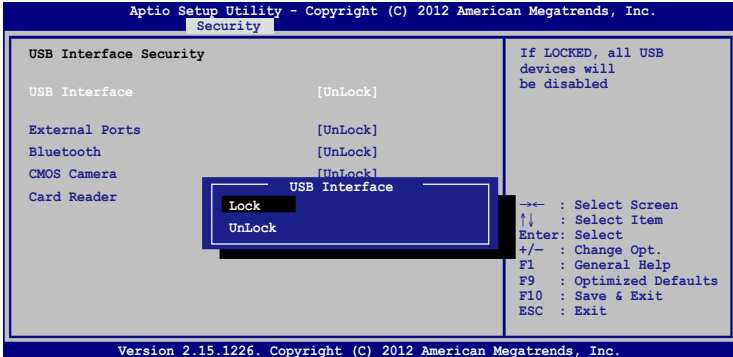 Aptio Setup Utility - Copyright (C) 2012 American Megatrends, Inc.
Security
USB Interface Security
USB Interface [UnLock]
External Ports [UnLock]
Bluetooth [UnLock]
CMOS Camera [UnLock]
Card Reader
USB Interface
Lock
UnLock
If LOCKED, all USB
devices will
be disabled
→← : Select Screen
↑↓ : Select Item
Enter: Select
+/— : Change Opt.
F1 : General Help
F9 : Optimized Defaults
F10 : Save & Exit
ESC : Exit
Version 2.15.1226. Copyright (C) 2012 American Megatrends, Inc.